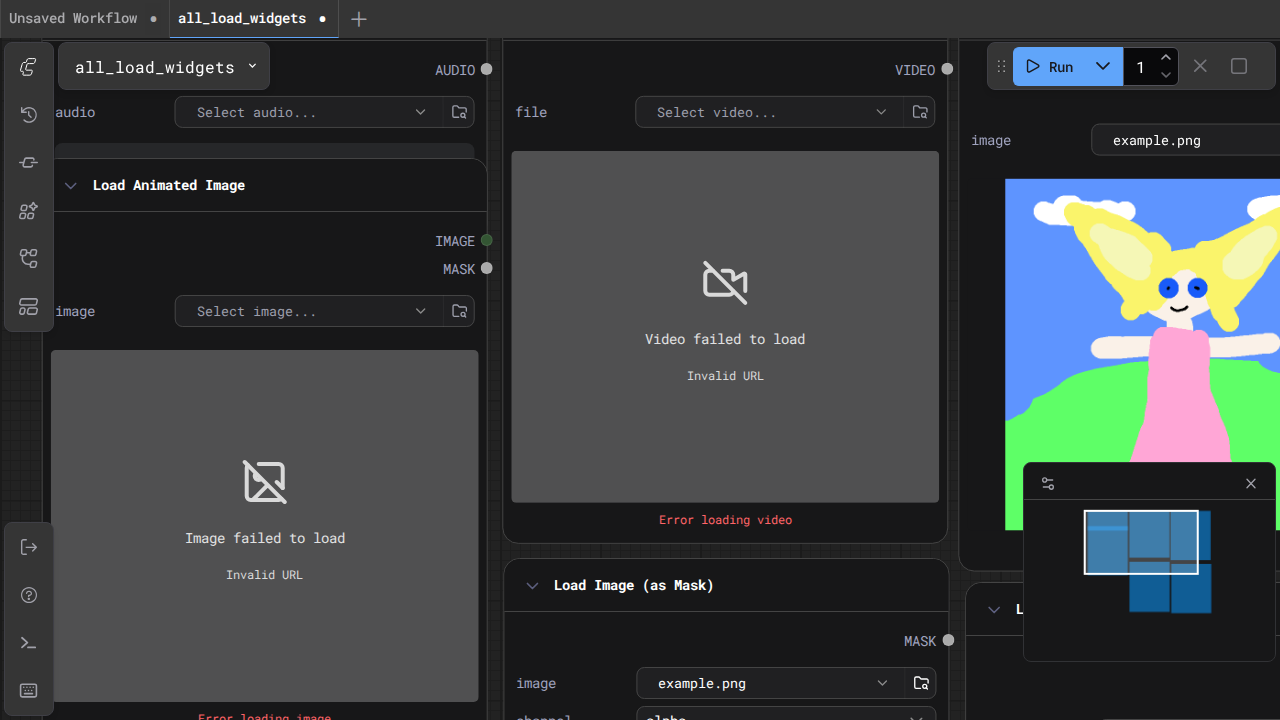 Unsaved Workflow
all_load_widgets
all_load_widgets
AUDIO
audio
Select audio...
Load Animated Image
IMAGE
MASK
image
Select image...
Image failed to load
Invalid URL
Error loading image
VIDEO
file
Select video...
Video failed to load
Invalid URL
Error loading video
Load Image (as Mask)
MASK
image
example.png
channel
alpha
Run
1
image
example.png
L